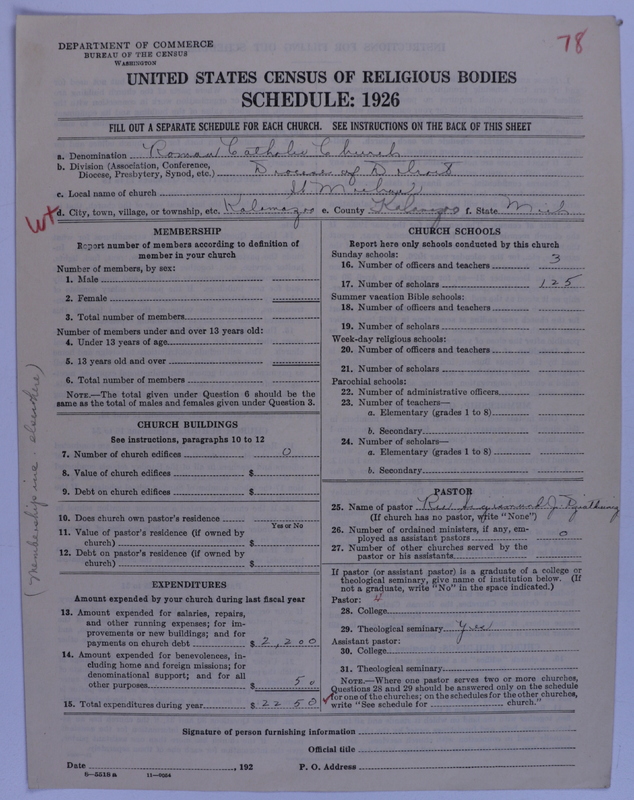 DEPARTMENT OF COMMERCE
BUREAU OF THE CENSUS
WASHINGTON
78
UNITED STATES CENSUS OF RELIGIOUS BODIES
SCHEDULE: 1926
FILL OUT A SEPARATE SCHEDULE FOR EACH CHURCH. SEE INSTRUCTIONS ON THE BACK OF THIS SHEET
a. Denomination Roman Catholic Church
b. Division (Association, Conference,
Diocese, Presbytery, Synod, etc.) Diocese of Detroit
c. Local name of church St Michael
d. City, town, village, or township, etc. Kalamazoo e. County Kalamazoo f. State Mich
MEMBERSHIP
Report number of members according to definition of
member in your church
Number of members, by sex:
1. Male
2. Female
3. Total number of members
Number of members under and over 13 years old:
4. Under 13 years of age
5. 13 years old and over
6. Total number of members
NOTE.—The total given under Question 6 should be the
same as the total of males and females given under Question 3.
(Membership inc. elsewhere)
CHURCH BUILDINGS
See instructions, paragraphs 10 to 12
7. Number of church edifices 0
8. Value of church edifices $
9. Debt on church edifices $
10. Does church own pastor's residence
Yes or No
11. Value of pastor's residence (if owned by
church) $
12. Debt on pastor's residence (if owned by
church) $
EXPENDITURES
Amount expended by your church during last fiscal year
13. Amount expended for salaries, repairs,
and other running expenses; for im-
provements or new buildings; and for
payments on church debt $ 2,200
14. Amount expended for benevolences, in-
cluding home and foreign missions; for
denominational support; and for all
other purposes $ 50
15. Total expenditures during year $ 2250
CHURCH SCHOOLS
Report here only schools conducted by this church
Sunday schools:
16. Number of officers and teachers 3
17. Number of scholars 125
Summer vacation Bible schools:
18. Number of officers and teachers
19. Number of scholars
Week-day religious schools:
20. Number of officers and teachers
21. Number of scholars
Parochial schools:
22. Number of administrative officers
23. Number of teachers—
a. Elementary (grades 1 to 8)
b. Secondary
24. Number of scholars—
a. Elementary (grades 1 to 8)
b. Secondary
PASTOR
25. Name of pastor Rev J.
(If church has no pastor, write "None")
26. Number of ordained ministers, if any, em-
ployed as assistant pastors 0
27. Number of other churches served by the
pastor or his assistants
If pastor (or assistant pastor) is a graduate of a college or
theological seminary, give name of institution below. (If
not a graduate, write "No" in the space indicated.)
Pastor: 4
28. College
29. Theological seminary Yes
Assistant pastor:
30. College
31. Theological seminary
NOTE.—Where one pastor serves two or more churches,
Questions 28 and 29 should be answered only on the schedule
for one of the churches; on the schedules for the other churches,
write "See schedule for church."
Signature of person furnishing information
Official title
Date , 192 P. O. Address
8—5518 a 11—9054